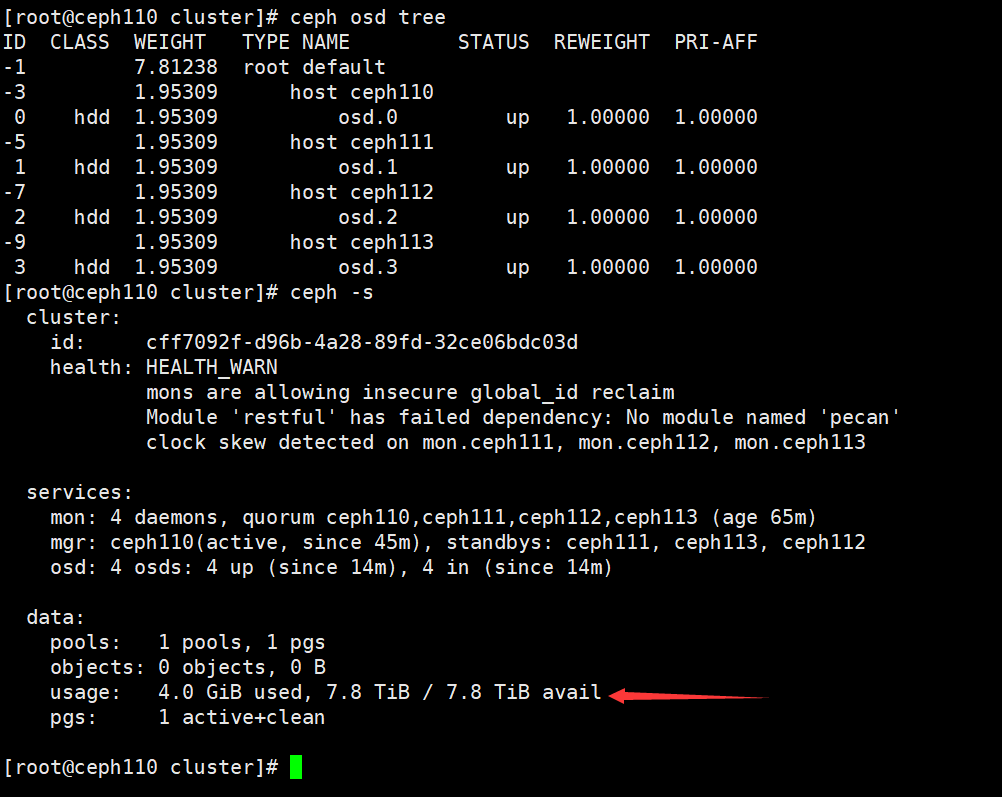 [root@ceph110 cluster]# ceph osd tree
ID  CLASS  WEIGHT   TYPE NAME         STATUS  REWEIGHT  PRI-AFF
-1         7.81238  root default
-3         1.95309      host ceph110
 0    hdd  1.95309          osd.0         up   1.00000  1.00000
-5         1.95309      host ceph111
 1    hdd  1.95309          osd.1         up   1.00000  1.00000
-7         1.95309      host ceph112
 2    hdd  1.95309          osd.2         up   1.00000  1.00000
-9         1.95309      host ceph113
 3    hdd  1.95309          osd.3         up   1.00000  1.00000
[root@ceph110 cluster]# ceph -s
  cluster:
    id:     cff7092f-d96b-4a28-89fd-32ce06bdc03d
    health: HEALTH_WARN
            mons are allowing insecure global_id reclaim
            Module 'restful' has failed dependency: No module named 'pecan'
            clock skew detected on mon.ceph111, mon.ceph112, mon.ceph113
  services:
    mon: 4 daemons, quorum ceph110,ceph111,ceph112,ceph113 (age 65m)
    mgr: ceph110(active, since 45m), standbys: ceph111, ceph113, ceph112
    osd: 4 osds: 4 up (since 14m), 4 in (since 14m)
  data:
    pools:   1 pools, 1 pgs
    objects: 0 objects, 0 B
    usage:   4.0 GiB used, 7.8 TiB / 7.8 TiB avail
    pgs:     1 active+clean
[root@ceph110 cluster]#